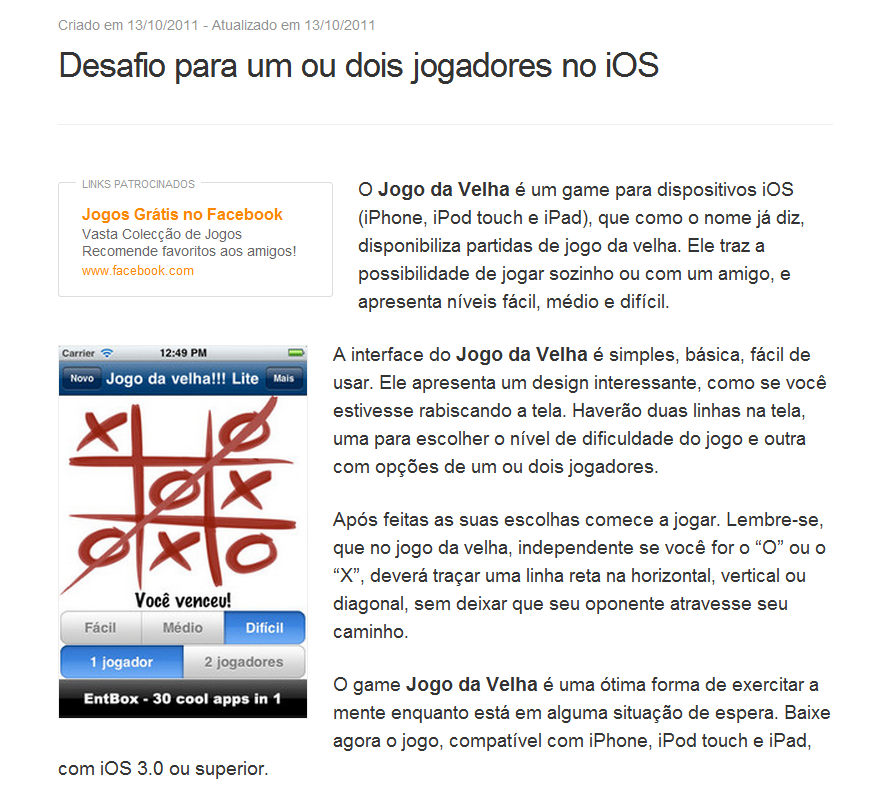 Criado em 13/10/2011 - Atualizado em 13/10/2011
Desafio para um ou dois jogadores no iOS
LINKS PATROCINADOS
Jogos Grátis no Facebook
Vasta Colecção de Jogos
Recomende favoritos aos amigos!
www.facebook.com
O Jogo da Velha é um game para dispositivos iOS
(iPhone, iPod touch e iPad), que como o nome já diz,
disponibiliza partidas de jogo da velha. Ele traz a
possibilidade de jogar sozinho ou com um amigo, e
apresenta níveis fácil, médio e difícil.
Carrier 12:49 PM
Novo Jogo da velha!!! Lite Mais
X O
O X
O X O
Você venceu!
Fácil Médio Difícil
1 jogador 2 jogadores
EntBox - 30 cool apps in 1
A interface do Jogo da Velha é simples, básica, fácil de
usar. Ele apresenta um design interessante, como se você
estivesse rabiscando a tela. Haverão duas linhas na tela,
uma para escolher o nível de dificuldade do jogo e outra
com opções de um ou dois jogadores.
Após feitas as suas escolhas comece a jogar. Lembre-se,
que no jogo da velha, independente se você for o “O” ou o
“X”, deverá traçar uma linha reta na horizontal, vertical ou
diagonal, sem deixar que seu oponente atravesse seu
caminho.
O game Jogo da Velha é uma ótima forma de exercitar a
mente enquanto está em alguma situação de espera. Baixe
agora o jogo, compatível com iPhone, iPod touch e iPad,
com iOS 3.0 ou superior.